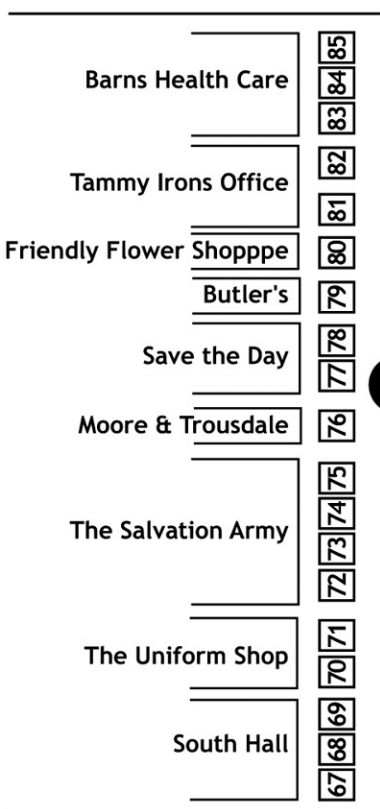 Barns Health Care
85
84
83
Tammy Irons Office
82
81
Friendly Flower Shopppe
80
Butler's
79
Save the Day
78
77
Moore & Trousdale
76
The Salvation Army
75
74
73
72
The Uniform Shop
71
70
South Hall
69
68
67